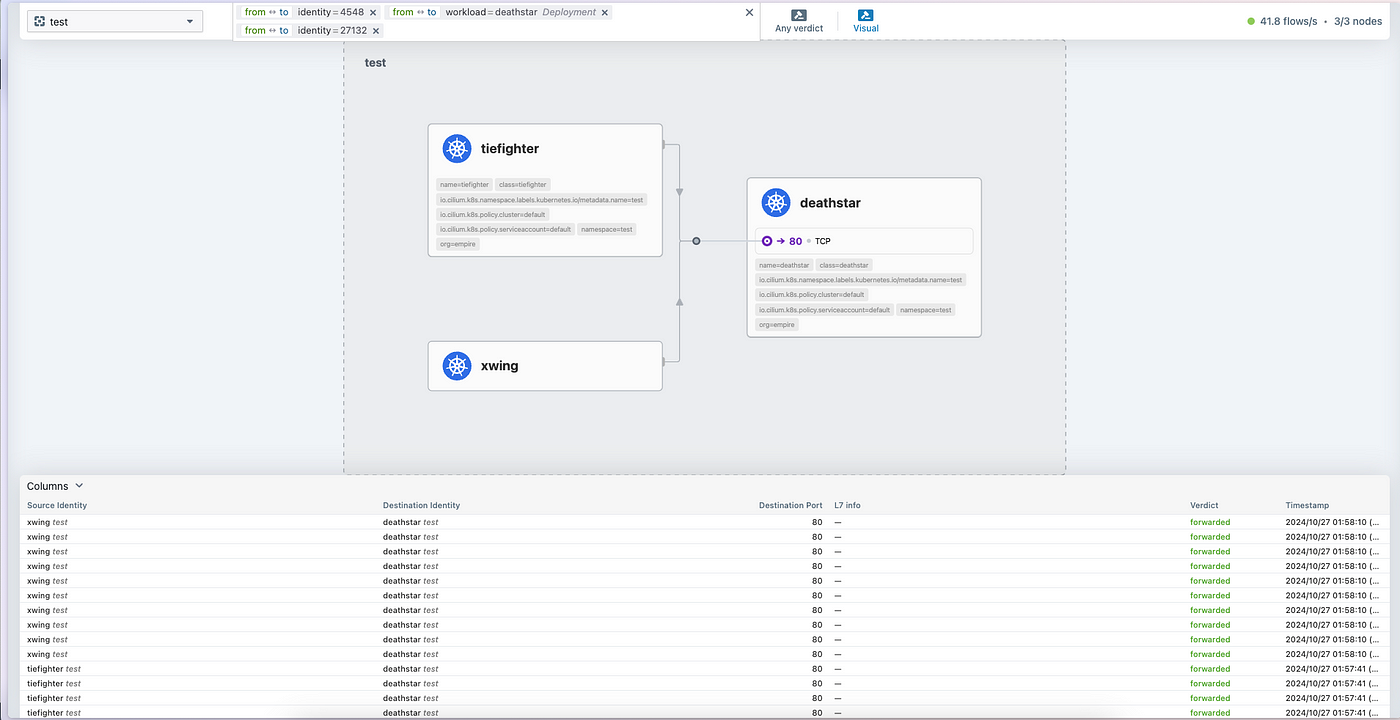 test
from ↔ to identity=4548 ×
from ↔ to workload=deathstar Deployment ×
from ↔ to identity=27132 ×
Any verdict
Visual
41.8 flows/s • 3/3 nodes
test
tiefighter
name=tiefighter class=tiefighter
io.cilium.k8s.namespace.labels.kubernetes.io/metadata.name=test
io.cilium.k8s.policy.cluster=default
io.cilium.k8s.policy.serviceaccount=default namespace=test
org=empire
deathstar
→ 80 • TCP
name=deathstar class=deathstar
io.cilium.k8s.namespace.labels.kubernetes.io/metadata.name=test
io.cilium.k8s.policy.cluster=default
io.cilium.k8s.policy.serviceaccount=default namespace=test
org=empire
xwing
Columns
Source Identity Destination Identity Destination Port L7 info Verdict Timestamp
xwing test deathstar test 80 — forwarded 2024/10/27 01:58:10 (...
xwing test deathstar test 80 — forwarded 2024/10/27 01:58:10 (...
xwing test deathstar test 80 — forwarded 2024/10/27 01:58:10 (...
xwing test deathstar test 80 — forwarded 2024/10/27 01:58:10 (...
xwing test deathstar test 80 — forwarded 2024/10/27 01:58:10 (...
xwing test deathstar test 80 — forwarded 2024/10/27 01:58:10 (...
xwing test deathstar test 80 — forwarded 2024/10/27 01:58:10 (...
xwing test deathstar test 80 — forwarded 2024/10/27 01:58:10 (...
xwing test deathstar test 80 — forwarded 2024/10/27 01:58:10 (...
xwing test deathstar test 80 — forwarded 2024/10/27 01:58:10 (...
tiefighter test deathstar test 80 — forwarded 2024/10/27 01:57:41 (...
tiefighter test deathstar test 80 — forwarded 2024/10/27 01:57:41 (...
tiefighter test deathstar test 80 — forwarded 2024/10/27 01:57:41 (...
tiefighter test deathstar test 80 — forwarded 2024/10/27 01:57:41 (...